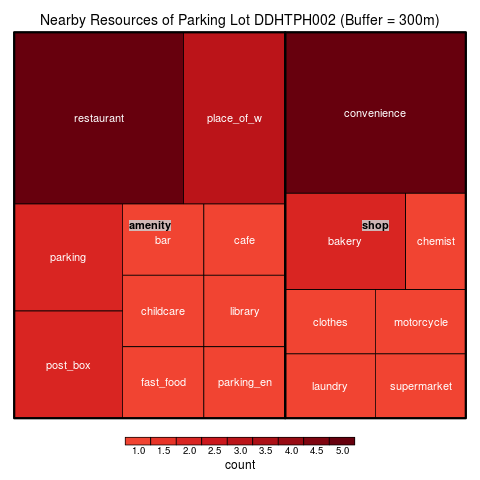 Nearby Resources of Parking Lot DDHTPH002 (Buffer = 300m)
restaurant
place_of_w
convenience
amenity
shop
parking
bar
cafe
bakery
chemist
childcare
library
clothes
motorcycle
post_box
fast_food
parking_en
laundry
supermarket
1.0 1.5 2.0 2.5 3.0 3.5 4.0 4.5 5.0
count